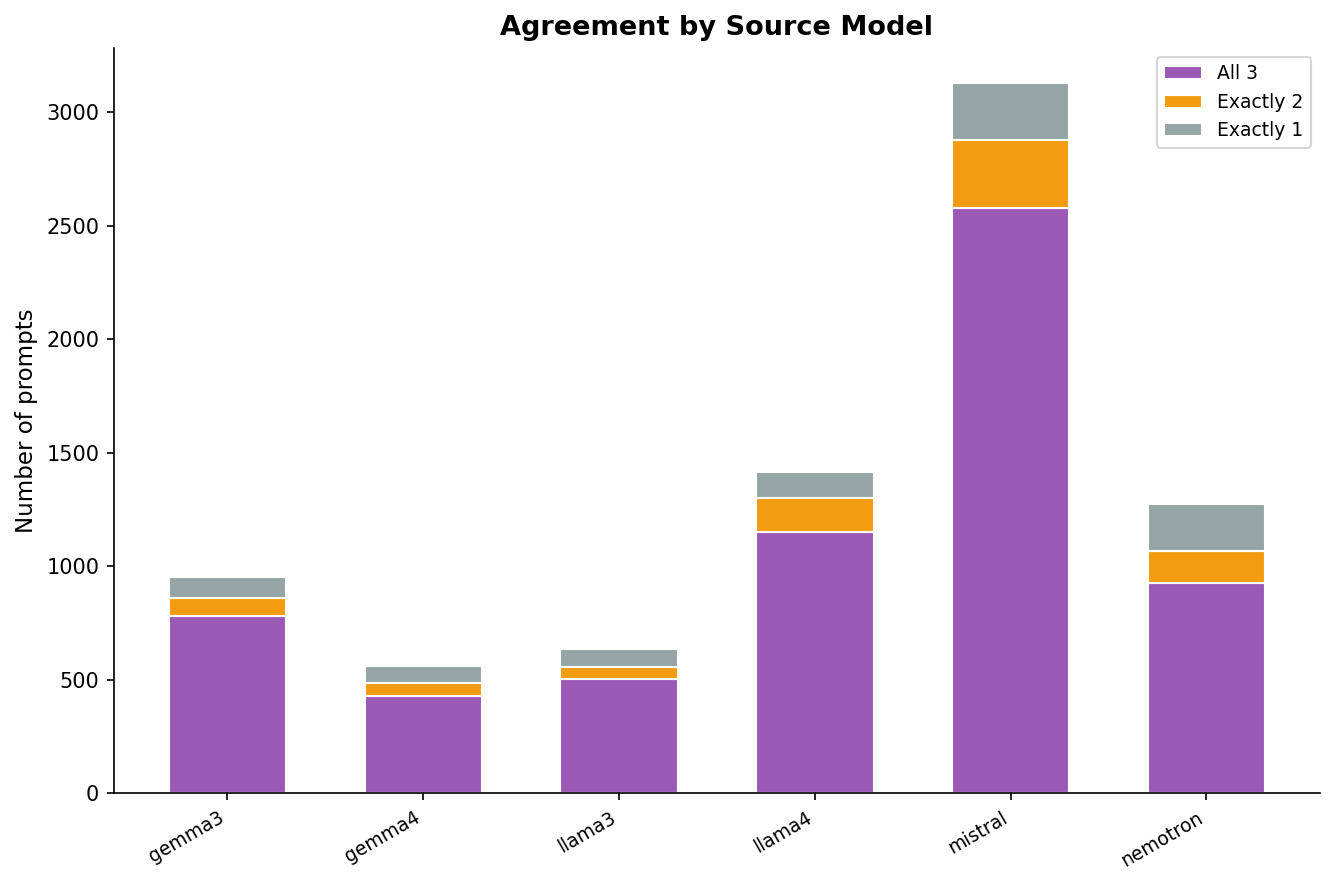 Agreement by Source Model
All 3
Exactly 2
Exactly 1
Number of prompts
3000
2500
2000
1500
1000
500
0
gemma3
gemma4
llama3
llama4
mistral
nemotron